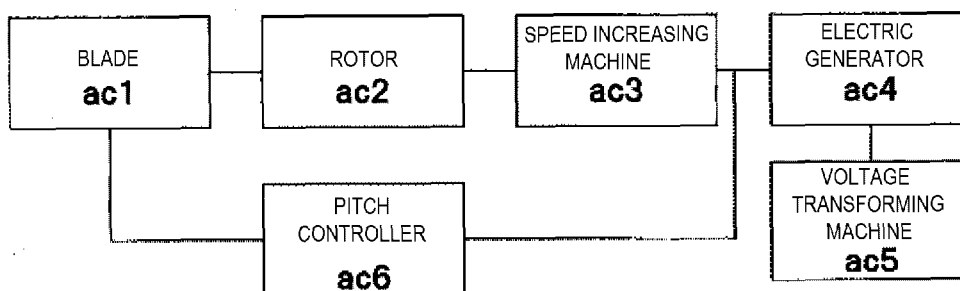 BLADE
ac1
ROTOR
ac2
SPEED INCREASING
MACHINE
ac3
ELECTRIC
GENERATOR
ac4
PITCH
CONTROLLER
ac6
VOLTAGE
TRANSFORMING
MACHINE
ac5